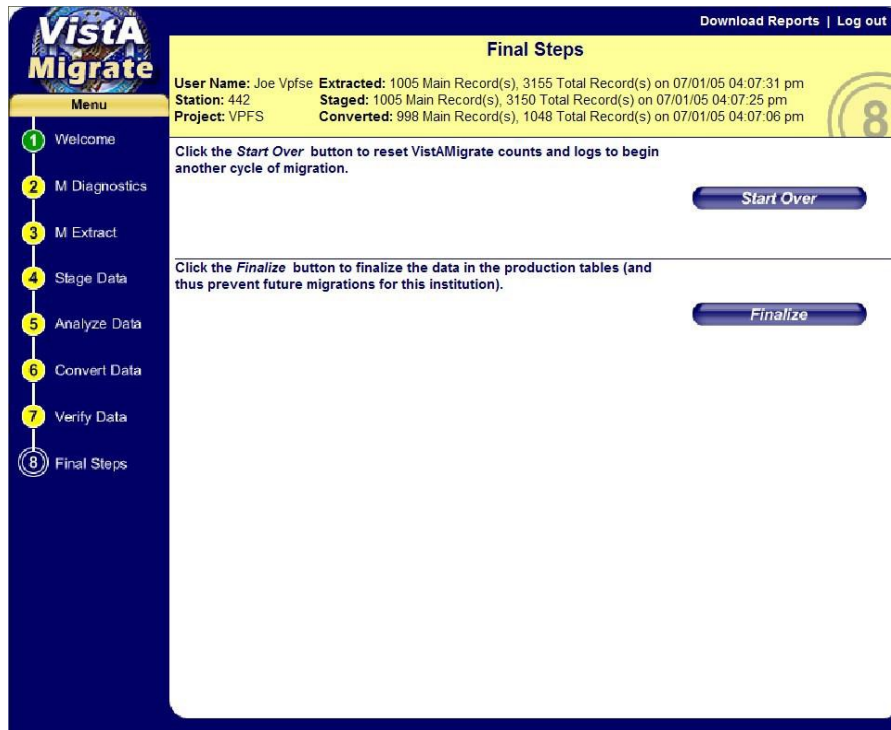 VistA
Migrate
Download Reports | Log out
Final Steps
User Name: Joe Vpfse Extracted: 1005 Main Record(s), 3155 Total Record(s) on 07/01/05 04:07:31 pm
Station: 442 Staged: 1005 Main Record(s), 3150 Total Record(s) on 07/01/05 04:07:25 pm
Project: VPFS Converted: 998 Main Record(s), 1048 Total Record(s) on 07/01/05 04:07:06 pm
8
Menu
1 Welcome
2 M Diagnostics
3 M Extract
4 Stage Data
5 Analyze Data
6 Convert Data
7 Verify Data
8 Final Steps
Click the Start Over button to reset VistAMigrate counts and logs to begin
another cycle of migration.
Start Over
Click the Finalize button to finalize the data in the production tables (and
thus prevent future migrations for this institution).
Finalize